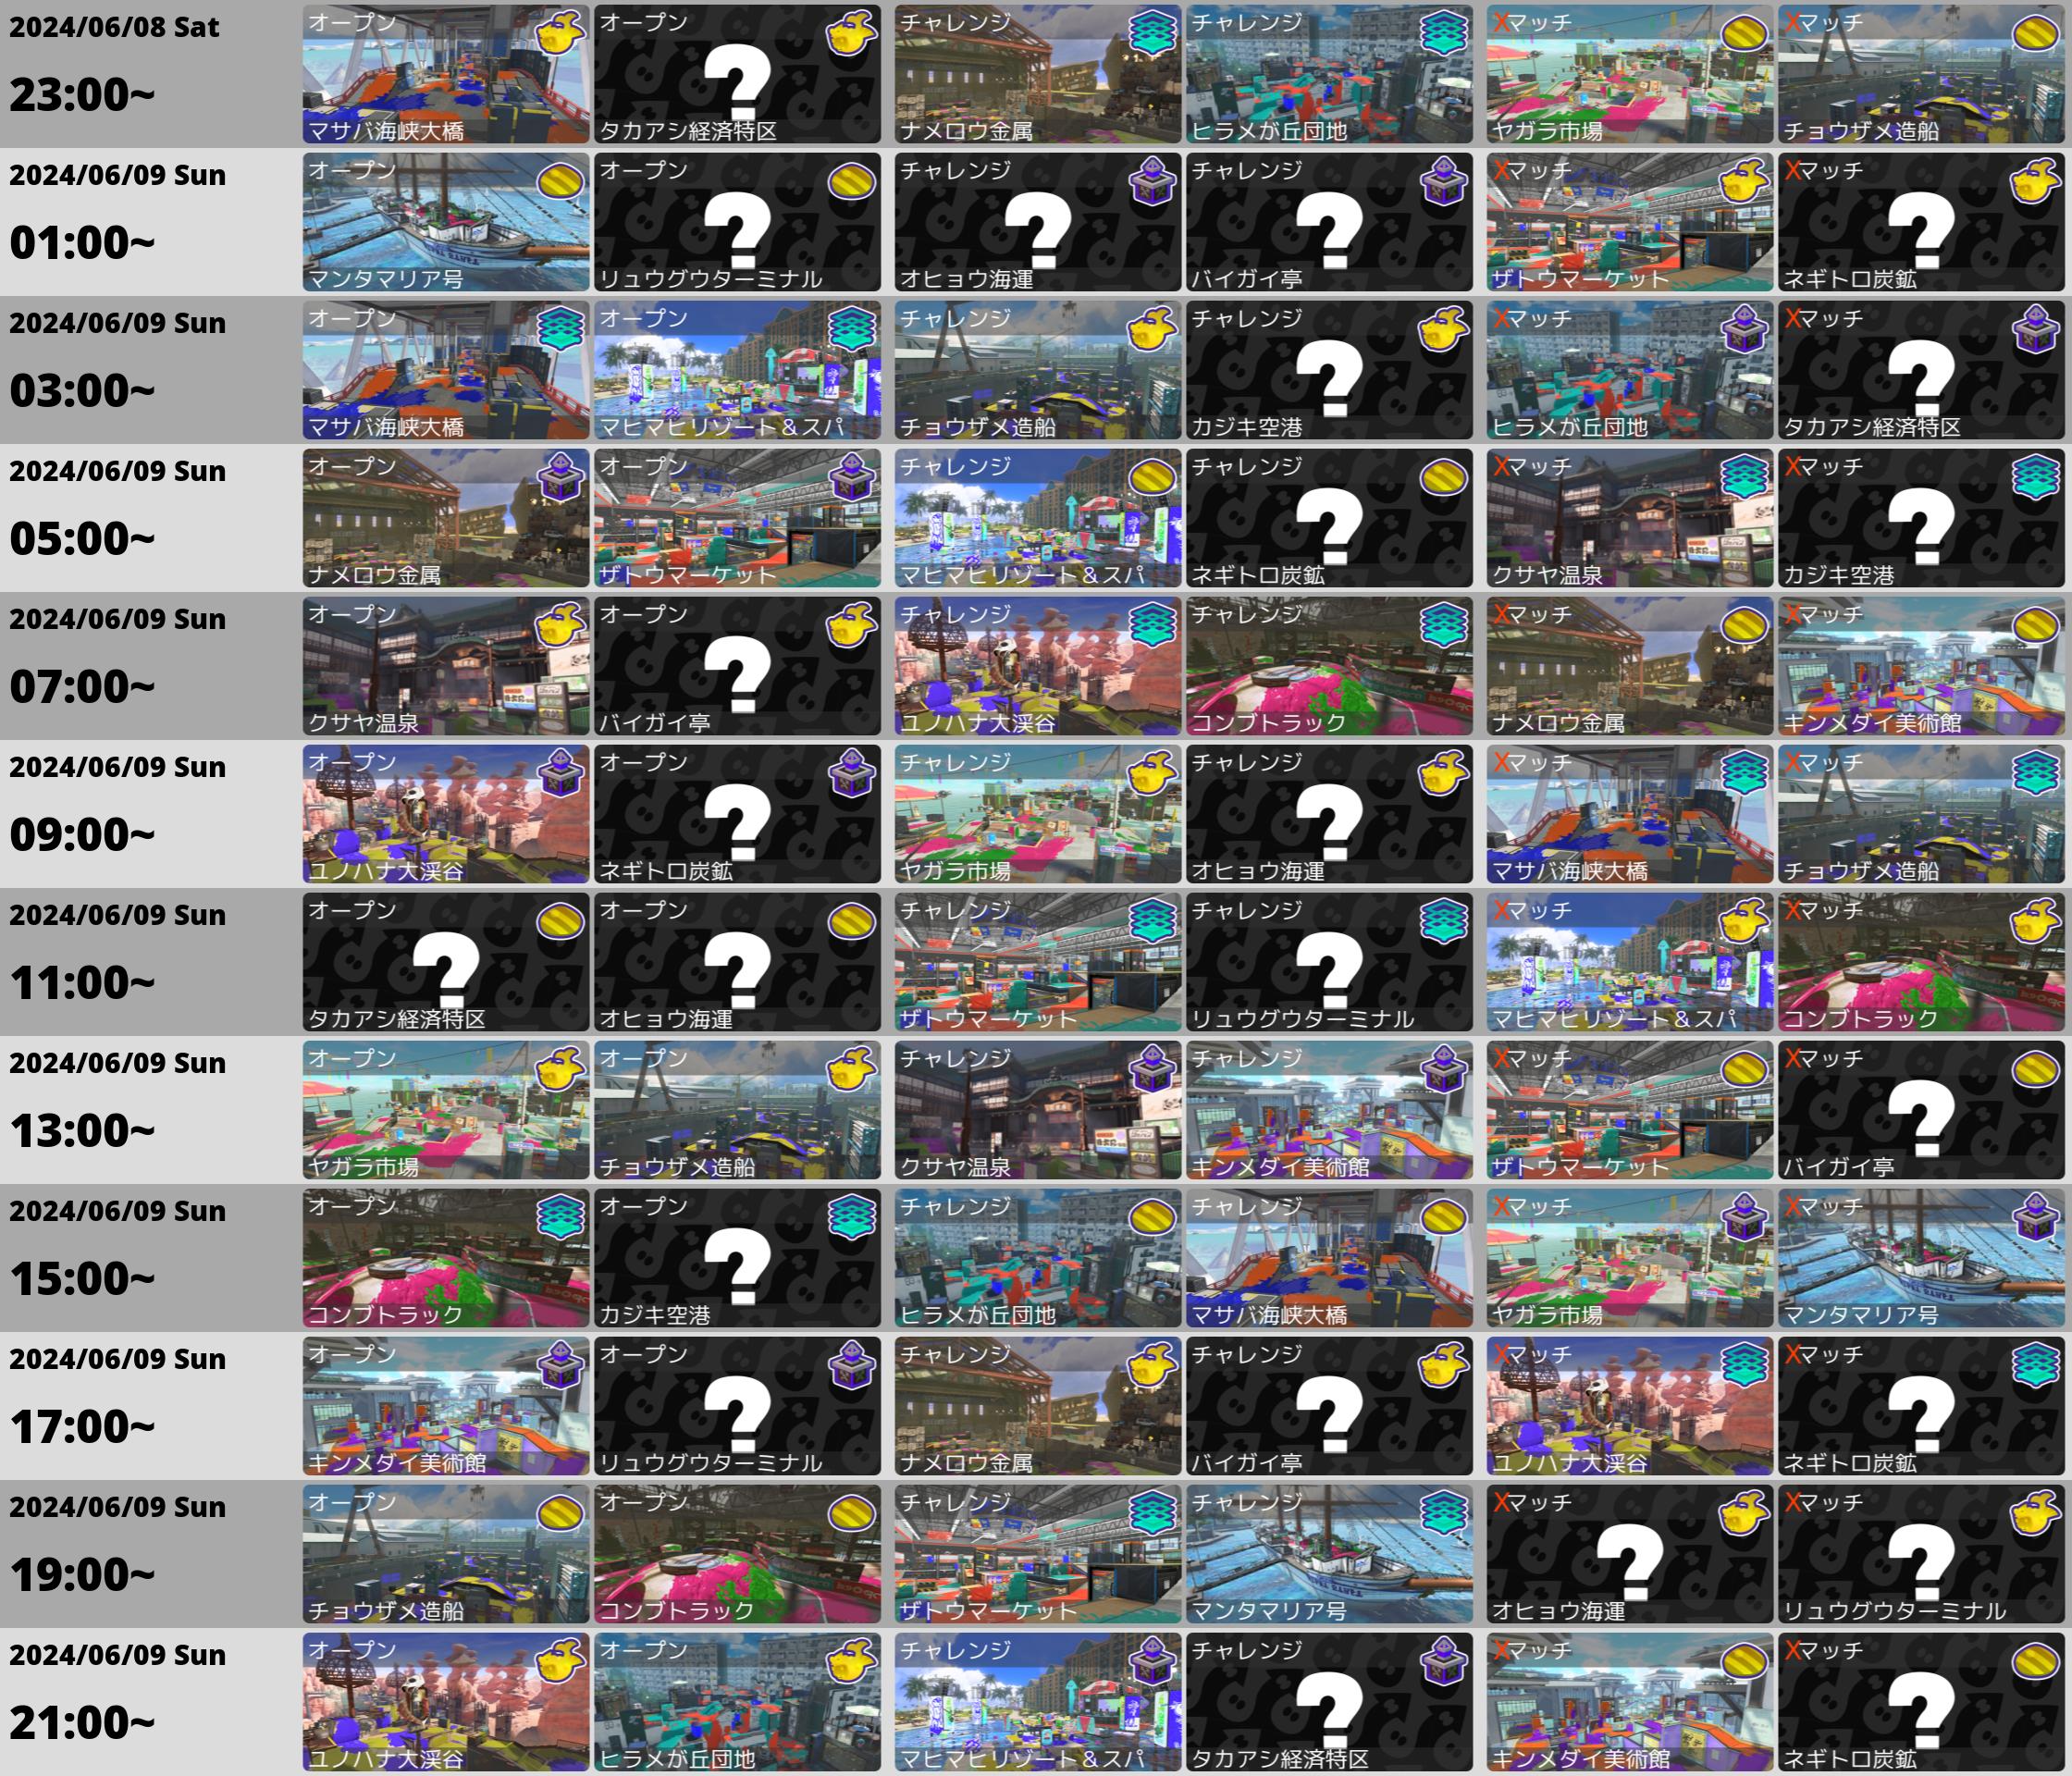 2024/06/08 Sat
23:00~
オープン オープン チャレンジ チャレンジ Xマッチ Xマッチ
マサバ海峡大橋 タカアシ経済特区 ナメロウ金属 ヒラメが丘団地 ヤガラ市場 チョウザメ造船
2024/06/09 Sun
01:00~
オープン オープン チャレンジ チャレンジ Xマッチ Xマッチ
マンタマリア号 リュウグウターミナル オヒョウ海運 バイガイ亭 ザトウマーケット ネギトロ炭鉱
2024/06/09 Sun
03:00~
オープン オープン チャレンジ チャレンジ Xマッチ Xマッチ
マサバ海峡大橋 マヒマヒリゾート&スパ チョウザメ造船 カジキ空港 ヒラメが丘団地 タカアシ経済特区
2024/06/09 Sun
05:00~
オープン オープン チャレンジ チャレンジ Xマッチ Xマッチ
ナメロウ金属 ザトウマーケット マヒマヒリゾート&スパ ネギトロ炭鉱 クサヤ温泉 カジキ空港
2024/06/09 Sun
07:00~
オープン オープン チャレンジ チャレンジ Xマッチ Xマッチ
クサヤ温泉 バイガイ亭 ユノハナ大渓谷 コンブトラック ナメロウ金属 キンメダイ美術館
2024/06/09 Sun
09:00~
オープン オープン チャレンジ チャレンジ Xマッチ Xマッチ
ユノハナ大渓谷 ネギトロ炭鉱 ヤガラ市場 オヒョウ海運 マサバ海峡大橋 チョウザメ造船
2024/06/09 Sun
11:00~
オープン オープン チャレンジ チャレンジ Xマッチ Xマッチ
タカアシ経済特区 オヒョウ海運 ザトウマーケット リュウグウターミナル マヒマヒリゾート&スパ コンブトラック
2024/06/09 Sun
13:00~
オープン オープン チャレンジ チャレンジ Xマッチ Xマッチ
ヤガラ市場 チョウザメ造船 クサヤ温泉 キンメダイ美術館 ザトウマーケット バイガイ亭
2024/06/09 Sun
15:00~
オープン オープン チャレンジ チャレンジ Xマッチ Xマッチ
コンブトラック カジキ空港 ヒラメが丘団地 マサバ海峡大橋 ヤガラ市場 マンタマリア号
2024/06/09 Sun
17:00~
オープン オープン チャレンジ チャレンジ Xマッチ Xマッチ
キンメダイ美術館 リュウグウターミナル ナメロウ金属 バイガイ亭 ユノハナ大渓谷 ネギトロ炭鉱
2024/06/09 Sun
19:00~
オープン オープン チャレンジ チャレンジ Xマッチ Xマッチ
チョウザメ造船 コンブトラック ザトウマーケット マンタマリア号 オヒョウ海運 リュウグウターミナル
2024/06/09 Sun
21:00~
オープン オープン チャレンジ チャレンジ Xマッチ Xマッチ
ユノハナ大渓谷 ヒラメが丘団地 マヒマヒリゾート&スパ タカアシ経済特区 キンメダイ美術館 ネギトロ炭鉱